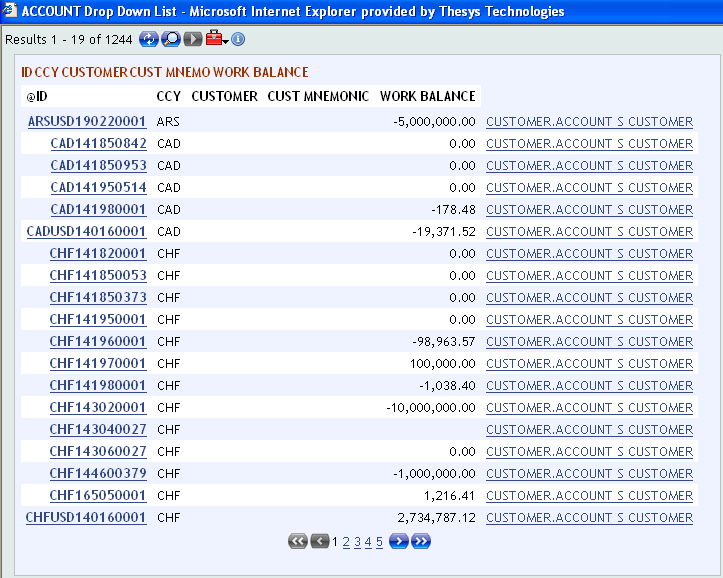 ACCOUNT Drop Down List - Microsoft Internet Explorer provided by Thesys Technologies
Results 1 - 19 of 1244
ID CCY CUSTOMER CUST MNEMO WORK BALANCE
@ID CCY CUSTOMER CUST MNEMONIC WORK BALANCE
ARSUSD190220001 ARS -5,000,000.00 CUSTOMER.ACCOUNT S CUSTOMER
CAD141850842 CAD 0.00 CUSTOMER.ACCOUNT S CUSTOMER
CAD141850953 CAD 0.00 CUSTOMER.ACCOUNT S CUSTOMER
CAD141950514 CAD 0.00 CUSTOMER.ACCOUNT S CUSTOMER
CAD141980001 CAD -178.48 CUSTOMER.ACCOUNT S CUSTOMER
CADUSD140160001 CAD -19,371.52 CUSTOMER.ACCOUNT S CUSTOMER
CHF141820001 CHF 0.00 CUSTOMER.ACCOUNT S CUSTOMER
CHF141850053 CHF 0.00 CUSTOMER.ACCOUNT S CUSTOMER
CHF141850373 CHF 0.00 CUSTOMER.ACCOUNT S CUSTOMER
CHF141950001 CHF 0.00 CUSTOMER.ACCOUNT S CUSTOMER
CHF141960001 CHF -98,963.57 CUSTOMER.ACCOUNT S CUSTOMER
CHF141970001 CHF 100,000.00 CUSTOMER.ACCOUNT S CUSTOMER
CHF141980001 CHF -1,038.40 CUSTOMER.ACCOUNT S CUSTOMER
CHF143020001 CHF -10,000,000.00 CUSTOMER.ACCOUNT S CUSTOMER
CHF143040027 CHF CUSTOMER.ACCOUNT S CUSTOMER
CHF143060027 CHF 0.00 CUSTOMER.ACCOUNT S CUSTOMER
CHF144600379 CHF -1,000,000.00 CUSTOMER.ACCOUNT S CUSTOMER
CHF165050001 CHF 1,216.41 CUSTOMER.ACCOUNT S CUSTOMER
CHFUSD140160001 CHF 2,734,787.12 CUSTOMER.ACCOUNT S CUSTOMER
1 2 3 4 5